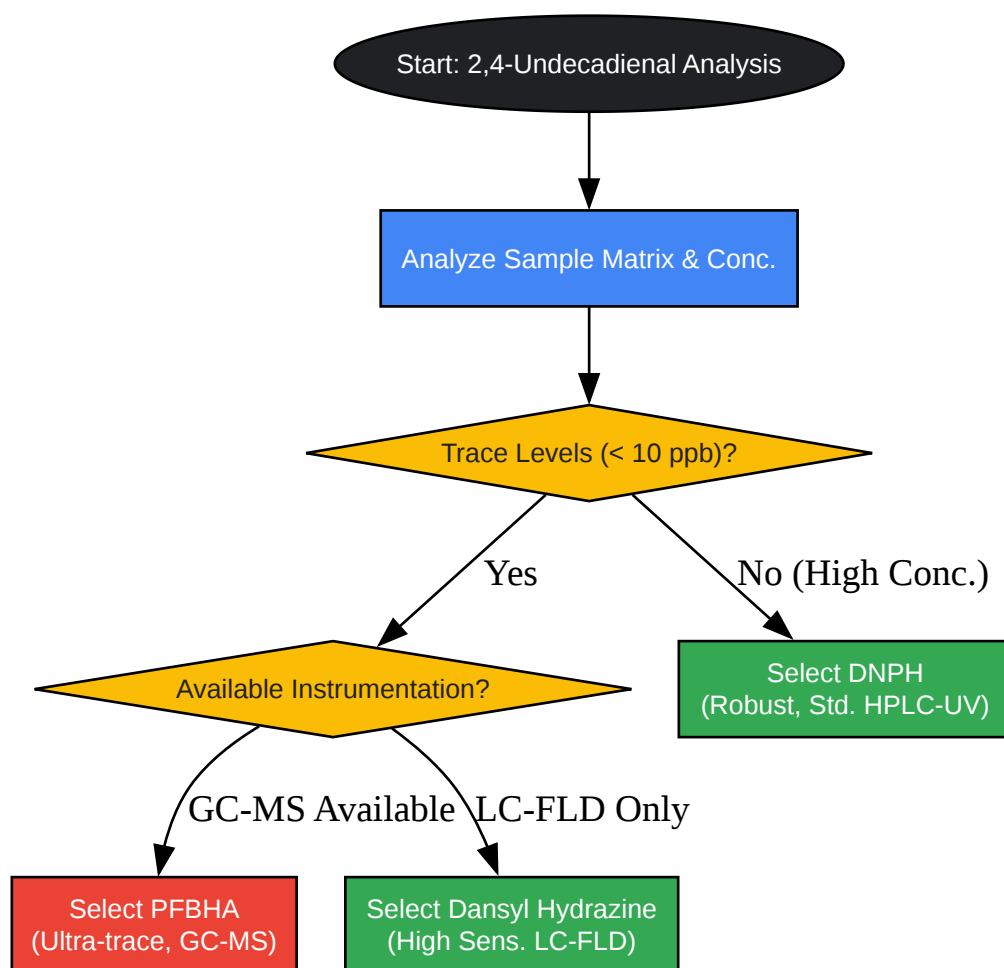 Start: 2,4-Undecadienal Analysis
Analyze Sample Matrix & Conc.
Trace Levels (< 10 ppb)?
Yes
No (High Conc.)
Available Instrumentation?
Select DNPH
(Robust, Std. HPLC-UV)
GC-MS Available
LC-FLD Only
Select PFBHA
(Ultra-trace, GC-MS)
Select Dansyl Hydrazine
(High Sens. LC-FLD)